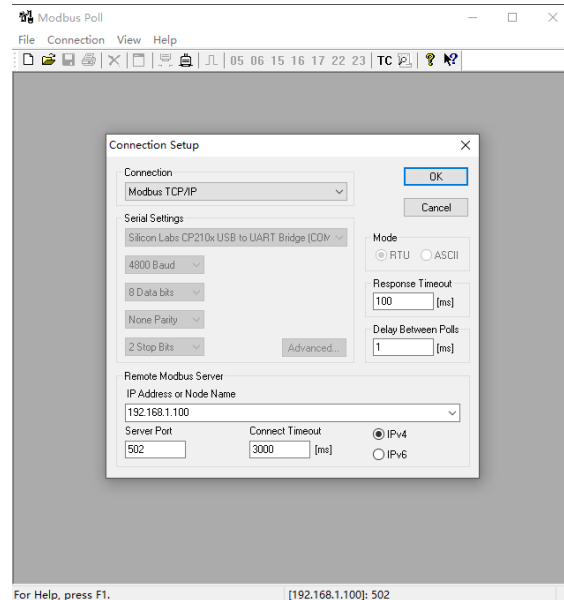 Modbus Poll
File Connection View Help
05 06 15 16 17 22 23 TC
Connection Setup
Connection
Modbus TCP/IP
OK
Cancel
Serial Settings
Silicon Labs CP210x USB to UART Bridge (COM
4800 Baud
8 Data bits
None Parity
2 Stop Bits
Advanced...
Mode
RTU ASCII
Response Timeout
100 [ms]
Delay Between Polls
1 [ms]
Remote Modbus Server
IP Address or Node Name
192.168.1.100
Server Port Connect Timeout
502 3000 [ms]
IPv4
IPv6
For Help, press F1. [192.168.1.100]: 502